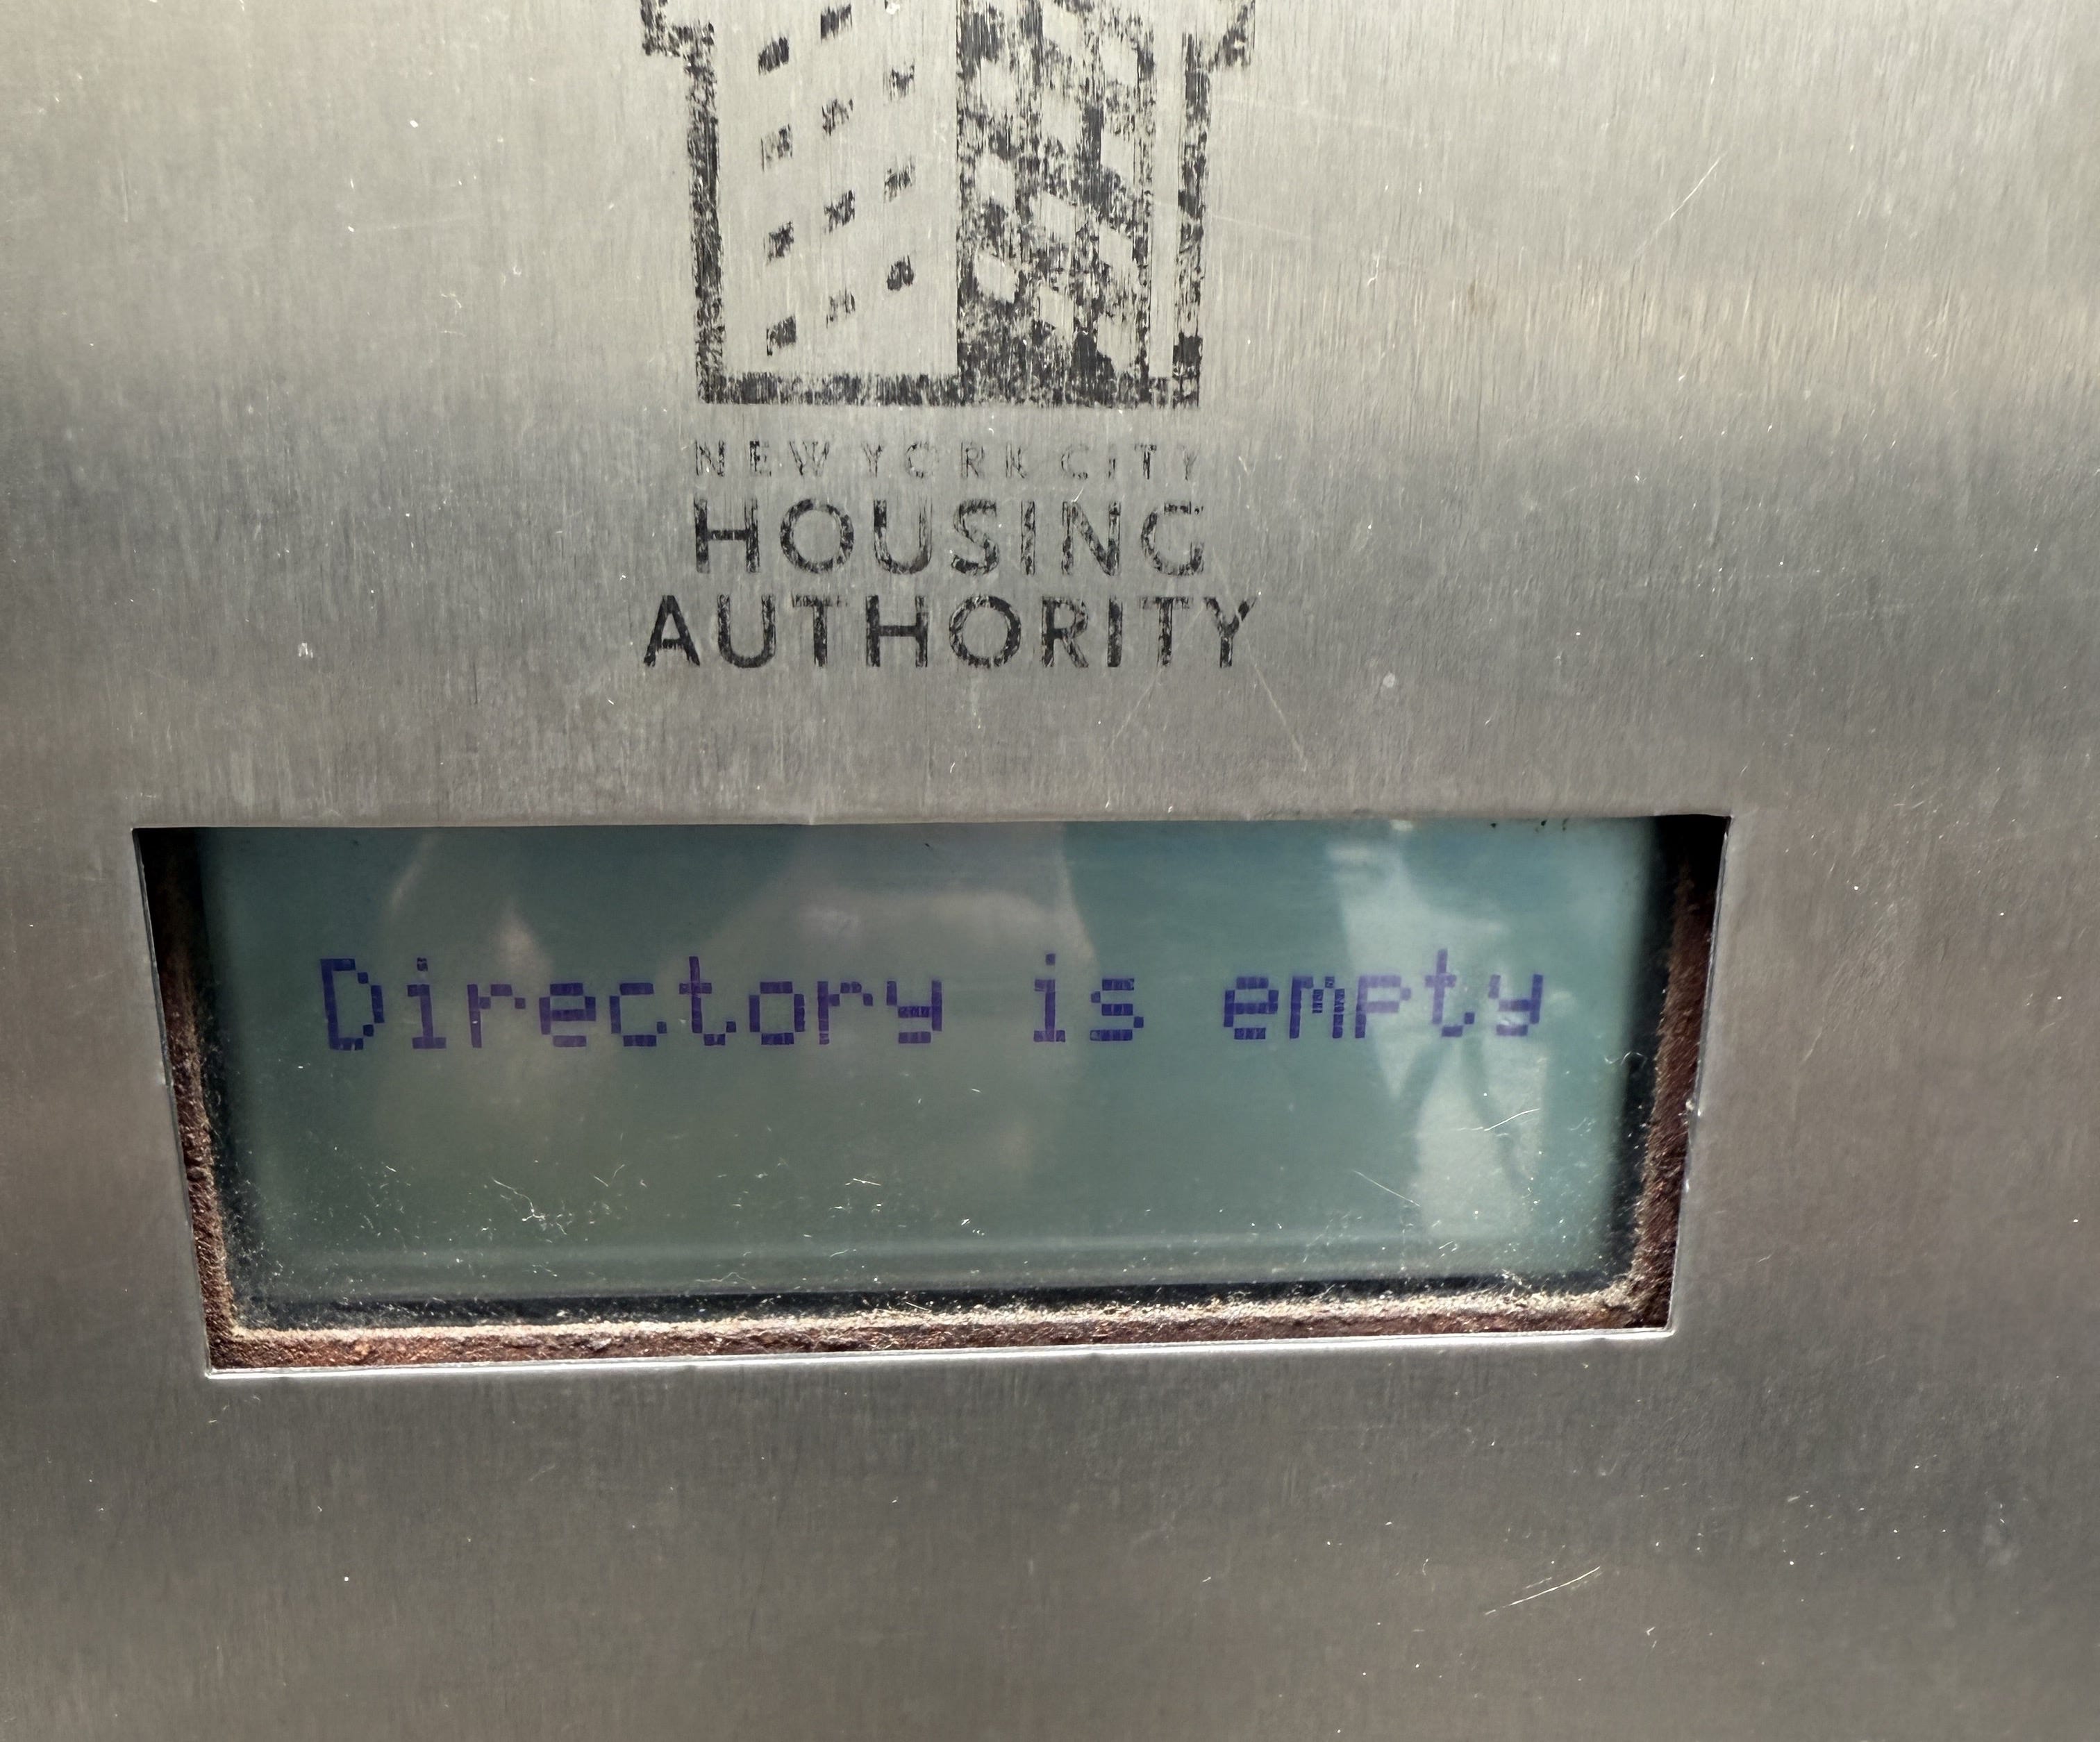 NEW YORK CITY
HOUSING
AUTHORITY
Directory is empty